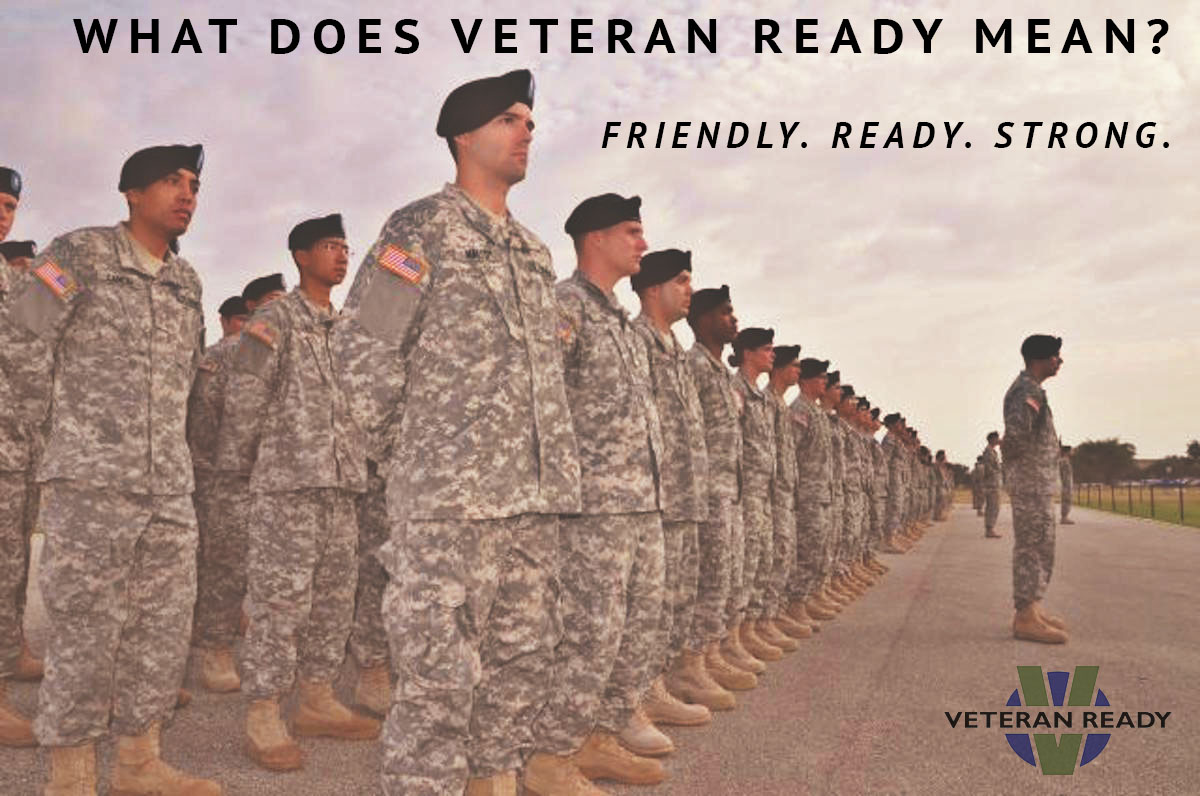 WHAT DOES VETERAN READY MEAN?
FRIENDLY. READY. STRONG.
VETERAN READY